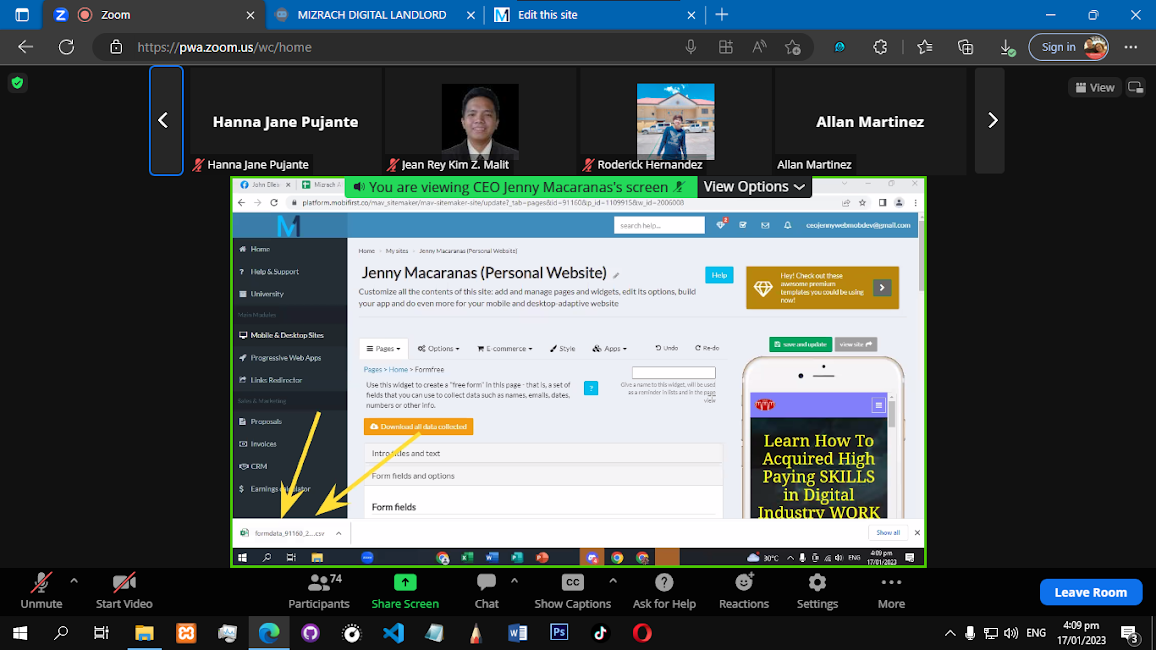 Zoom
MIZRACH DIGITAL LANDLORD
Edit this site
https://pwa.zoom.us/wc/home
Sign in
View
Hanna Jane Pujante
Hanna Jane Pujante
Jean Rey Kim Z. Malit
Roderick Hernandez
Allan Martinez
Allan Martinez
You are viewing CEO Jenny Macaranas's screen
View Options
John Dles
Mizrach A
platform.mobifirst.co/mav_sitemaker/mav-sitemaker-site/update?_tab=pages&id=91160&p_id=1109915&w_id=2006008
search help...
2
ceojennywebmobdev@gmail.com
Home
Help & Support
University
Main Modules
Mobile & Desktop Sites
Progressive Web Apps
Links Redirector
Sales & Marketing
Proposals
Invoices
CRM
Home
My sites
Jenny Macaranas (Personal Website)
Jenny Macaranas (Personal Website)
Help
Customize all the contents of this site: add and manage pages and widgets, edit its options, build
your app and do even more for your mobile and desktop-adaptive website
Hey! Check out these
awesome premium
templates you could be using
now!
Pages
Options
E-commerce
Style
Apps
Undo
Re-do
save and update
view site
Pages > Home > Formfree
Use this widget to create a "free form" in this page - that is, a set of
fields that you can use to collect data such as names, emails, dates,
numbers or other info.
?
Give a name to this widget, will be used
as a reminder in lists and in the page
view
Download all data collected
Intro titles and text
Form fields and options
Form fields
Learn How To
Acquired High
Paying SKILLS
in Digital
Industry WORK
formdata_91160_2....csv
Show all
30°C
ENG
4:09 pm
17/01/2023
Unmute
Start Video
Participants
74
Share Screen
Chat
CC
Show Captions
Ask for Help
Reactions
Settings
More
Leave Room
ENG
4:09 pm
17/01/2023
3